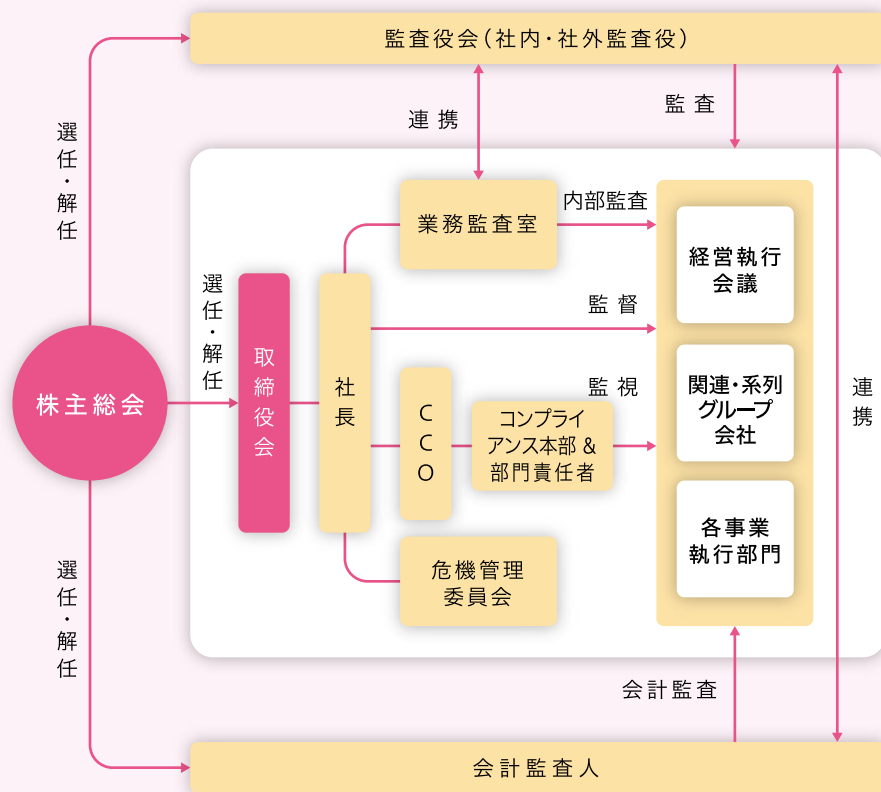 監査役会（社内・社外監査役）
連携
監査
選任・解任
業務監査室
内部監査
経営執行
会議
選任・解任
監督
株主総会
取締役会
社長
CCO
コンプライ
アンス本部 &
部門責任者
監視
関連・系列
グループ
会社
連携
危機管理
委員会
各事業
執行部門
選任・解任
会計監査
会計監査人